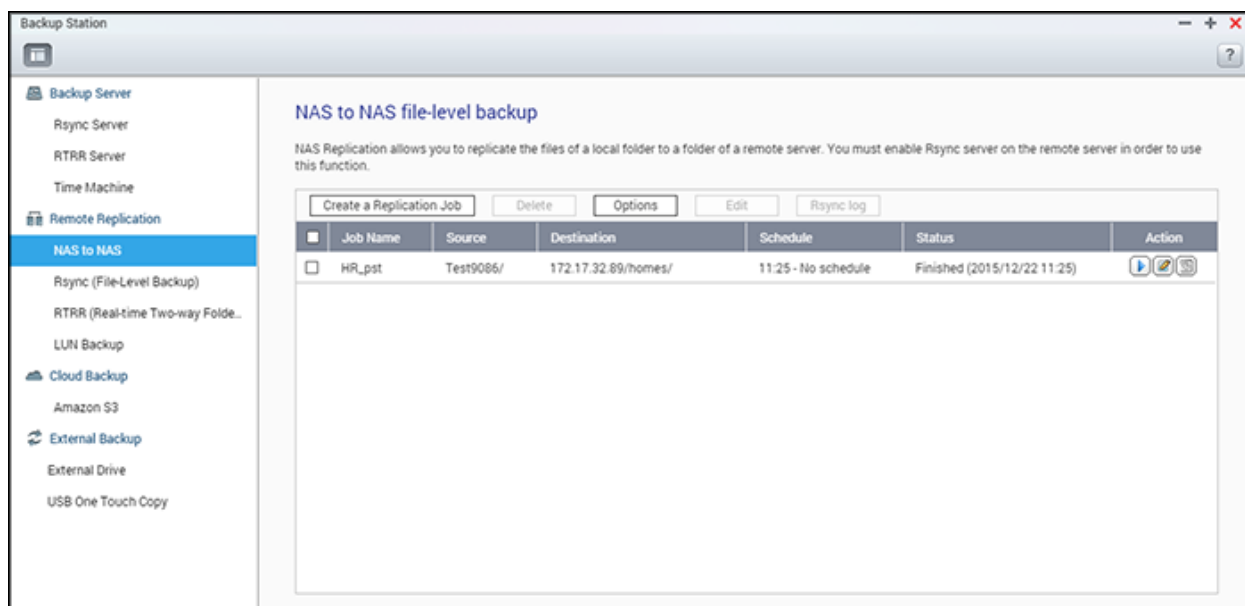 Backup Station
?
Backup Server
Rsync Server
RTRR Server
Time Machine
Remote Replication
NAS to NAS
Rsync (File-Level Backup)
RTRR (Real-time Two-way Folde...
LUN Backup
Cloud Backup
Amazon S3
External Backup
External Drive
USB One Touch Copy
NAS to NAS file-level backup
NAS Replication allows you to replicate the files of a local folder to a folder of a remote server. You must enable Rsync server on the remote server in order to use
this function.
Create a Replication Job Delete Options Edit Rsync log
Job Name Source Destination Schedule Status Action
HR_pst Test9086/ 172.17.32.89/homes/ 11:25 - No schedule Finished (2015/12/22 11:25)